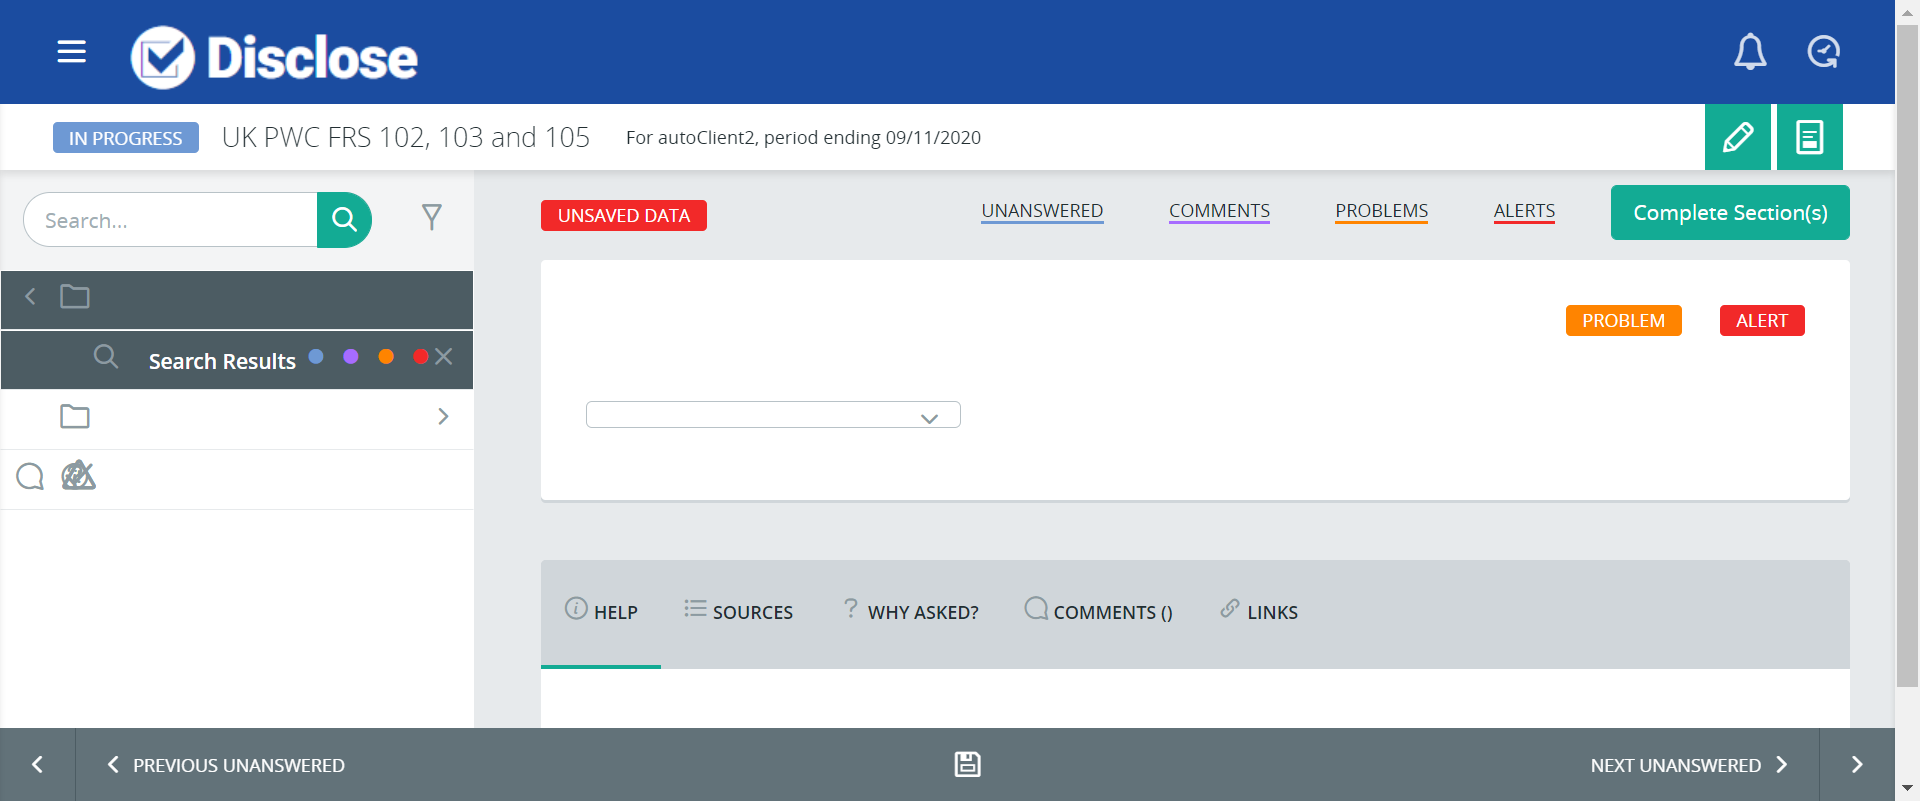 Disclose
IN PROGRESS UK PWC FRS 102, 103 and 105 For autoClient2, period ending 09/11/2020
Search...
UNSAVED DATA UNANSWERED COMMENTS PROBLEMS ALERTS Complete Section(s)
PROBLEM ALERT
Search Results
HELP SOURCES WHY ASKED? COMMENTS () LINKS
PREVIOUS UNANSWERED NEXT UNANSWERED